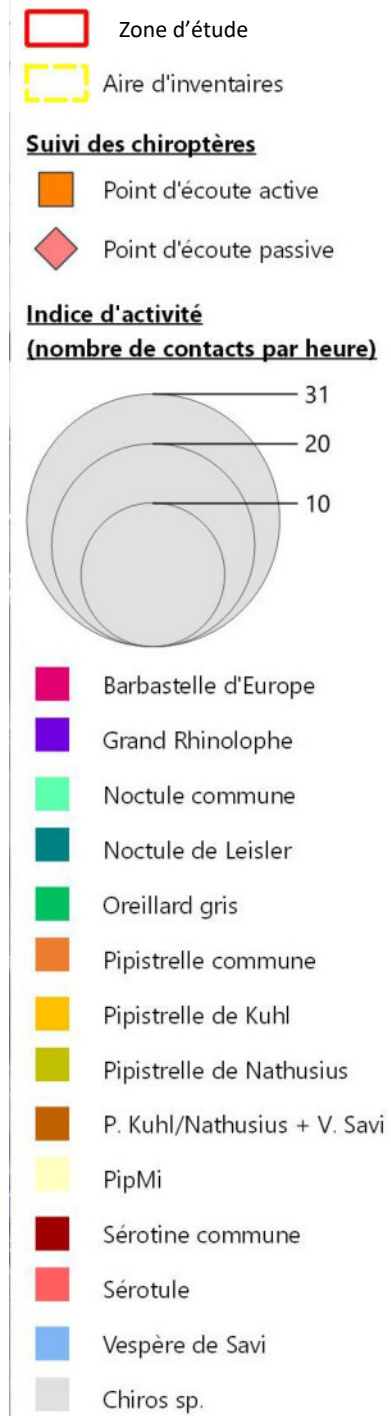 Zone d’étude
Aire d'inventaires
Suivi des chiroptères
Point d'écoute active
Point d'écoute passive
Indice d'activité
(nombre de contacts par heure)
31
20
10
Barbastelle d'Europe
Grand Rhinolophe
Noctule commune
Noctule de Leisler
Oreillard gris
Pipistrelle commune
Pipistrelle de Kuhl
Pipistrelle de Nathusius
P. Kuhl/Nathusius + V. Savi
PipMi
Sérotine commune
Sérotule
Vespère de Savi
Chiros sp.